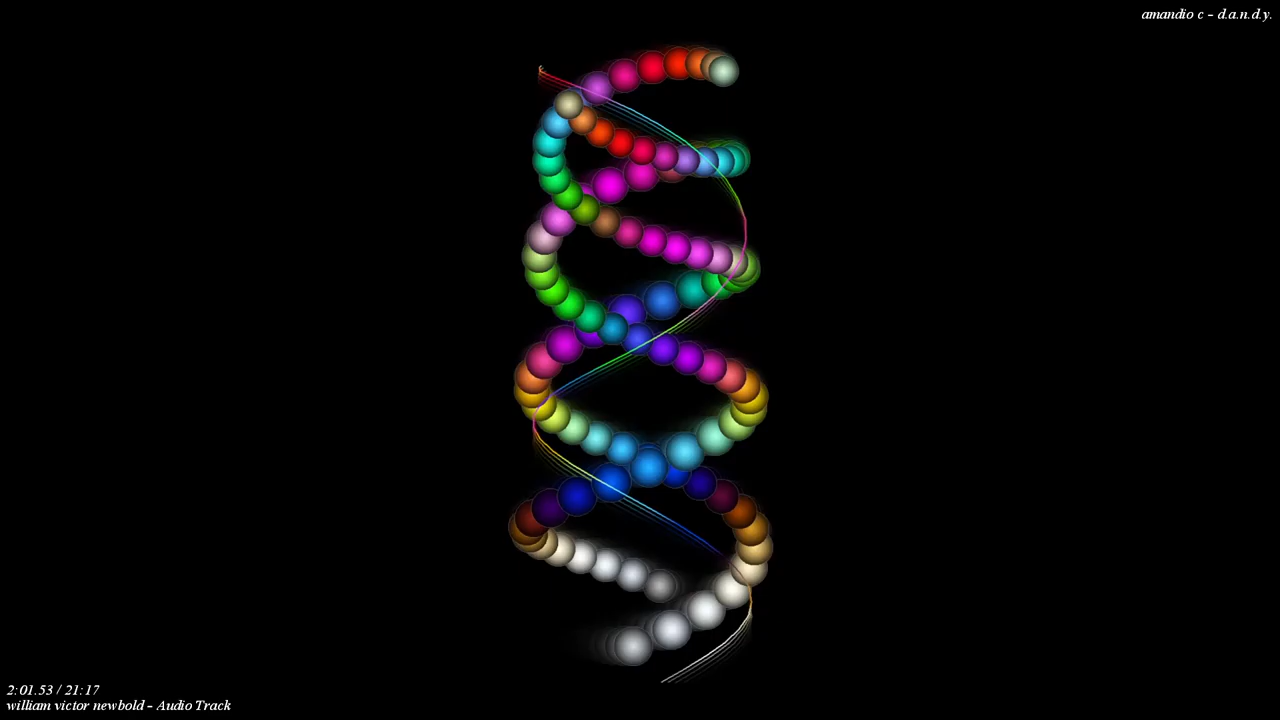 amandio c - d.a.n.d.y.
2:01.53 / 21:17
william victor newbold - Audio Track